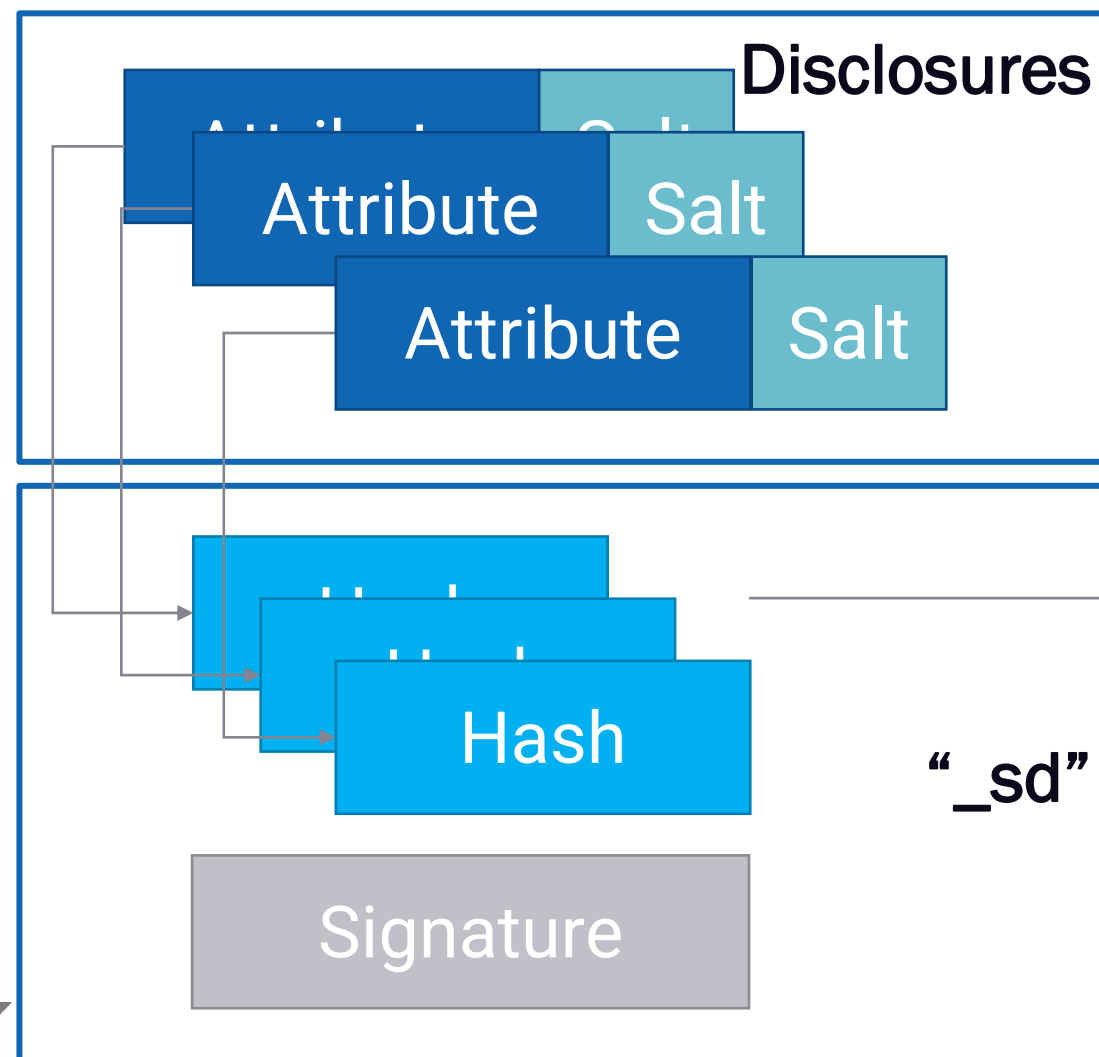 Disclosures
Attribute Salt
Attribute Salt
Hash
“_sd”
Signature